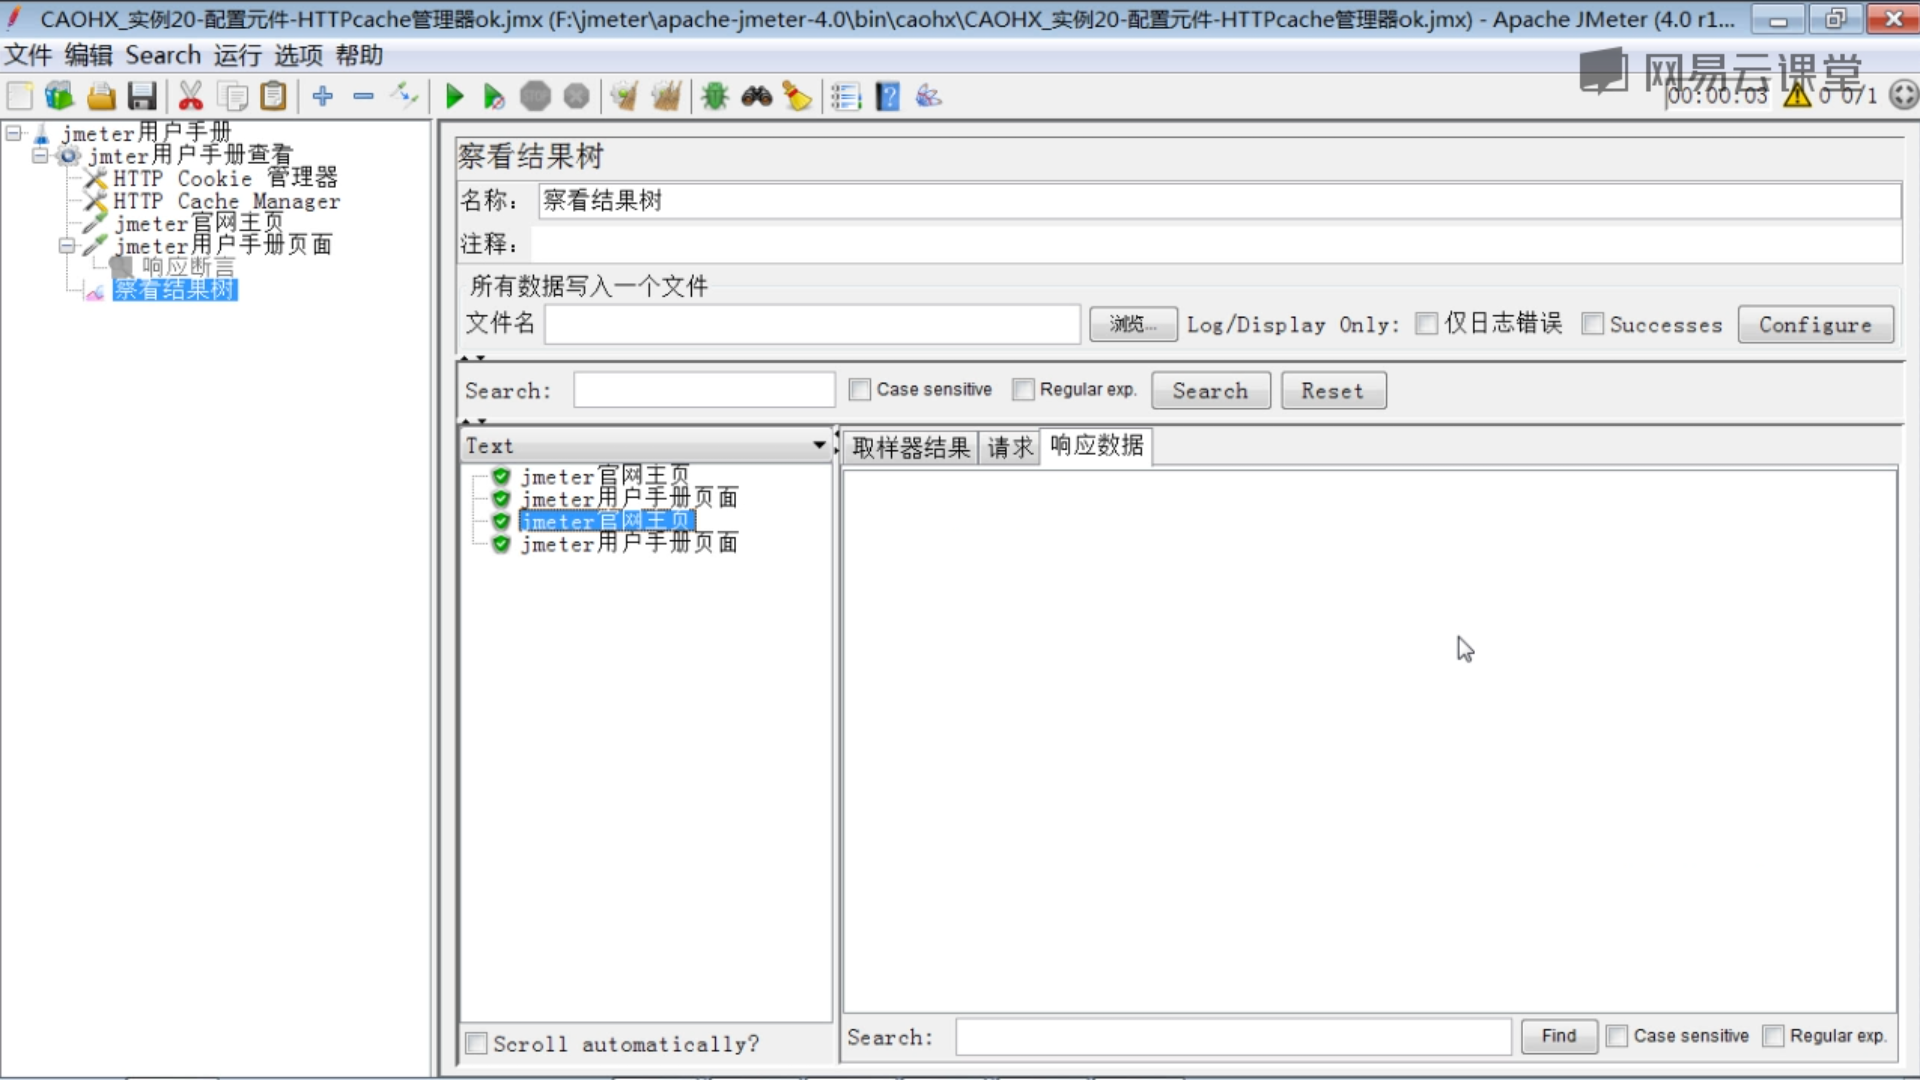 CAOHX_实例20-配置元件-HTTPcache管理器ok.jmx (F:\jmeter\apache-jmeter-4.0\bin\caohx\CAOHX_实例20-配置元件-HTTPcache管理器ok.jmx) - Apache JMeter (4.0 r1...
文件 编辑 Search 运行 选项 帮助
网易云课堂
00:00:03 0 0/1
jmeter用户手册
jmter用户手册查看
HTTP Cookie 管理器
HTTP Cache Manager
jmeter官网主页
jmeter用户手册页面
响应断言
察看结果树
察看结果树
名称： 察看结果树
注释：
所有数据写入一个文件
文件名 浏览... Log/Display Only: 仅日志错误 Successes Configure
Search: Case sensitive Regular exp. Search Reset
Text
取样器结果 请求 响应数据
jmeter官网主页
jmeter用户手册页面
jmeter官网主页
jmeter用户手册页面
Scroll automatically?
Search: Find Case sensitive Regular exp.